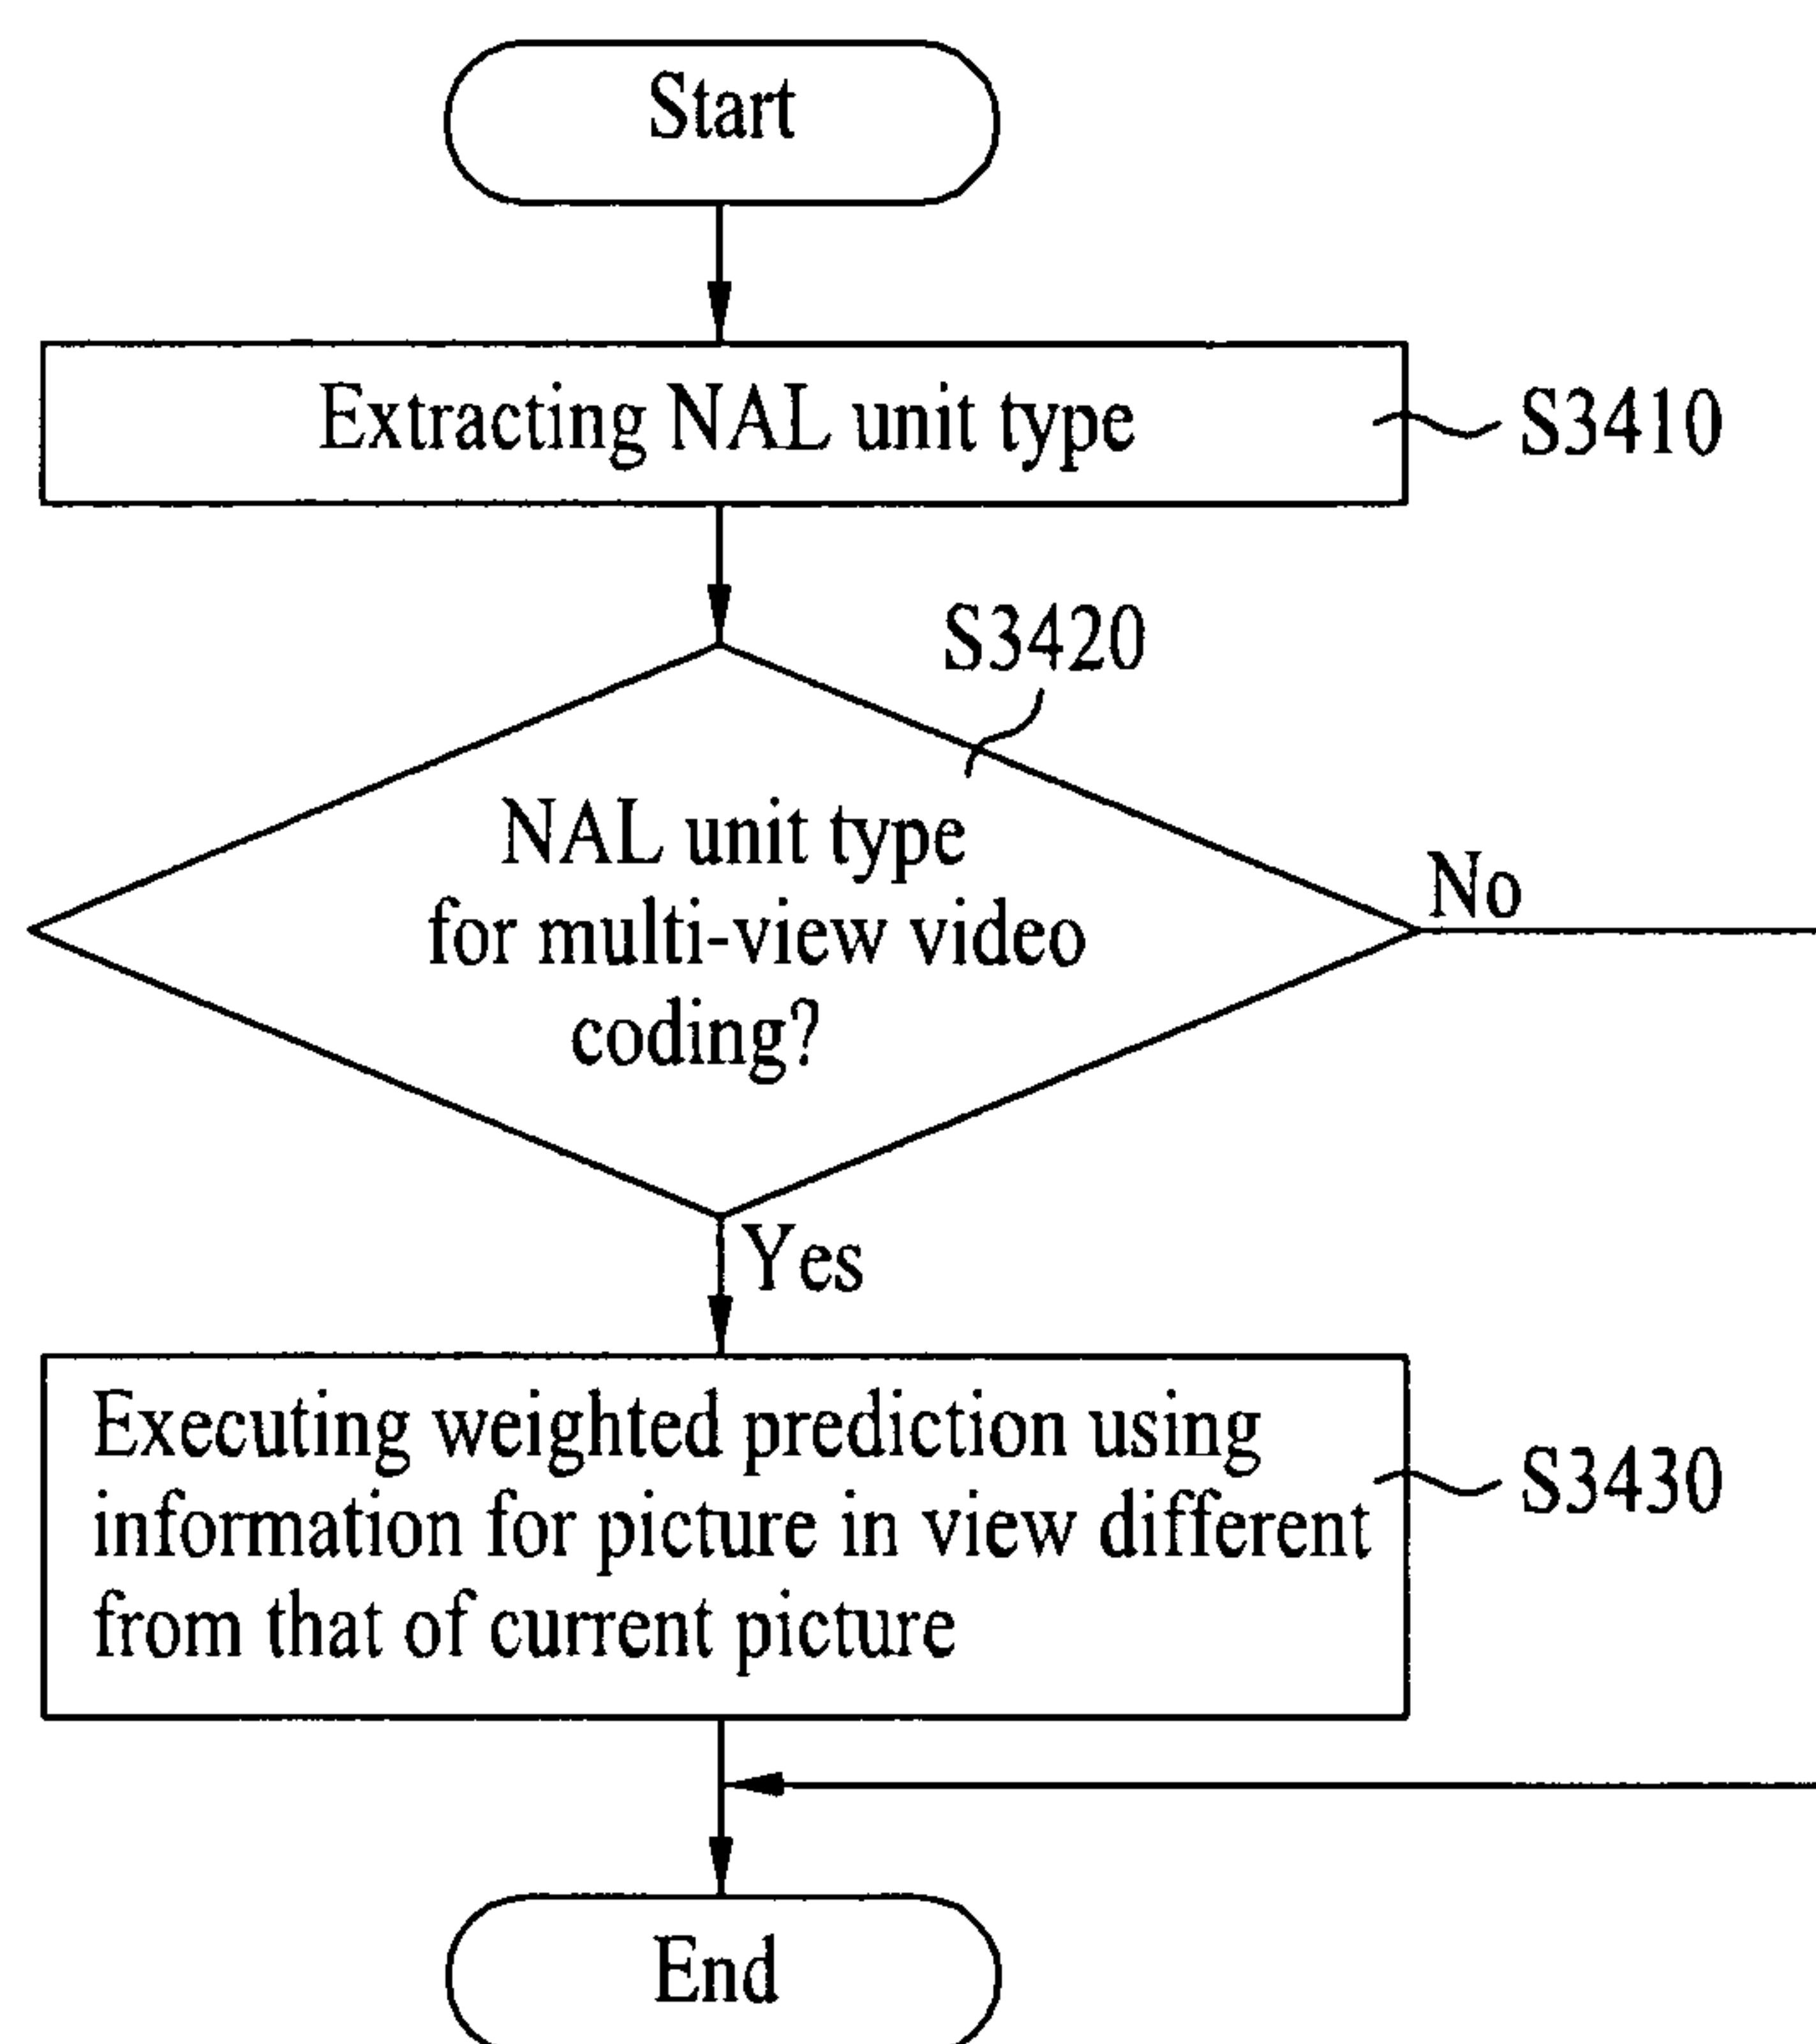 Start
Extracting NAL unit type
S3410
S3420
NAL unit type
for multi-view video
coding?
No
Yes
Executing weighted prediction using
information for picture in view different
from that of current picture
S3430
End